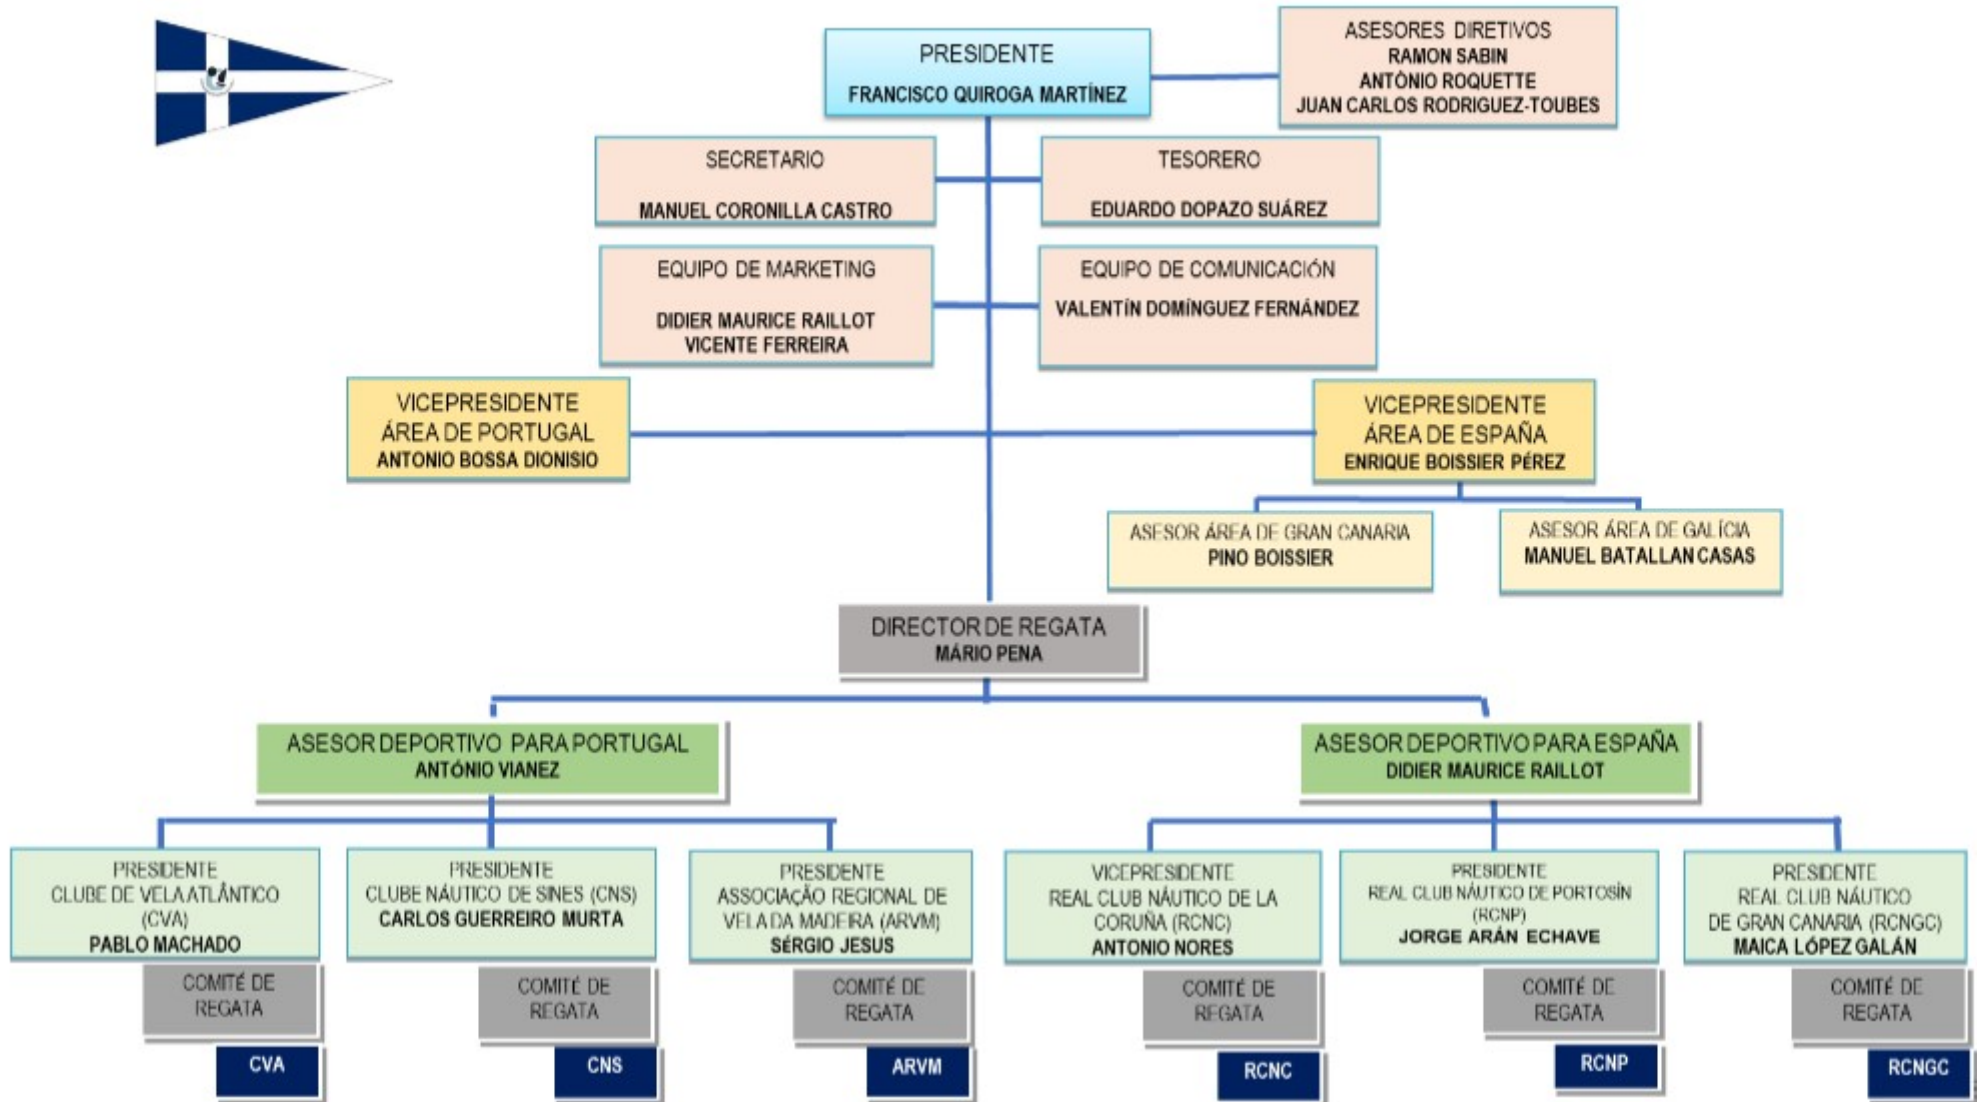 PRESIDENTE
FRANCISCO QUIROGA MARTÍNEZ
ASESORES DIRETIVOS
RAMON SABIN
ANTÓNIO ROQUETTE
JUAN CARLOS RODRIGUEZ-TOUBES
SECRETARIO
MANUEL CORONILLA CASTRO
TESORERO
EDUARDO DOPAZO SUÁREZ
EQUIPO DE MARKETING
DIDIER MAURICE RAILLOT
VICENTE FERREIRA
EQUIPO DE COMUNICACIÓN
VALENTÍN DOMÍNGUEZ FERNÁNDEZ
VICEPRESIDENTE
ÁREA DE PORTUGAL
ANTONIO BOSSA DIONISIO
VICEPRESIDENTE
ÁREA DE ESPAÑA
ENRIQUE BOISSIER PÉREZ
ASESOR ÁREA DE GRAN CANARIA
PINO BOISSIER
ASESOR ÁREA DE GALÍCIA
MANUEL BATALLAN CASAS
DIRECTOR DE REGATA
MÁRIO PENA
ASESOR DEPORTIVO PARA PORTUGAL
ANTÓNIO VIANEZ
ASESOR DEPORTIVO PARA ESPAÑA
DIDIER MAURICE RAILLOT
PRESIDENTE
CLUBE DE VELA ATLÂNTICO
(CVA)
PABLO MACHADO
PRESIDENTE
CLUBE NÁUTICO DE SINES (CNS)
CARLOS GUERREIRO MURTA
PRESIDENTE
ASSOCIAÇÃO REGIONAL DE
VELA DA MADEIRA (ARVM)
SÉRGIO JESUS
VICEPRESIDENTE
REAL CLUB NÁUTICO DE LA
CORUÑA (RCNC)
ANTONIO NORES
PRESIDENTE
REAL CLUB NÁUTICO DE PORTOSÍN
(RCNP)
JORGE ARÁN ECHAVE
PRESIDENTE
REAL CLUB NÁUTICO
DE GRAN CANARIA (RCNGC)
MAICA LÓPEZ GALÁN
COMITÉ DE
REGATA
COMITÉ DE
REGATA
COMITÉ DE
REGATA
COMITÉ DE
REGATA
COMITÉ DE
REGATA
COMITÉ DE
REGATA
CVA
CNS
ARVM
RCNC
RCNP
RCNGC